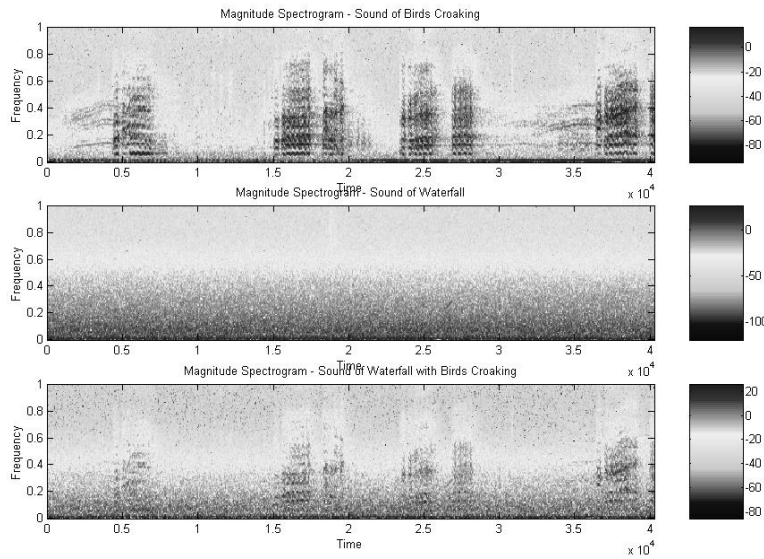 Magnitude Spectrogram - Sound of Birds Croaking
Frequency
1
0.8
0.6
0.4
0.2
0
0 0.5 1 1.5 2 2.5 3 3.5 4
Time
x 10^4
0
-20
-40
-60
-80
Magnitude Spectrogram - Sound of Waterfall
Frequency
1
0.8
0.6
0.4
0.2
0
0 0.5 1 1.5 2 2.5 3 3.5 4
Time
x 10^4
0
-50
-100
Magnitude Spectrogram - Sound of Waterfall with Birds Croaking
Frequency
1
0.8
0.6
0.4
0.2
0
0 0.5 1 1.5 2 2.5 3 3.5 4
Time
x 10^4
20
0
-20
-40
-60
-80